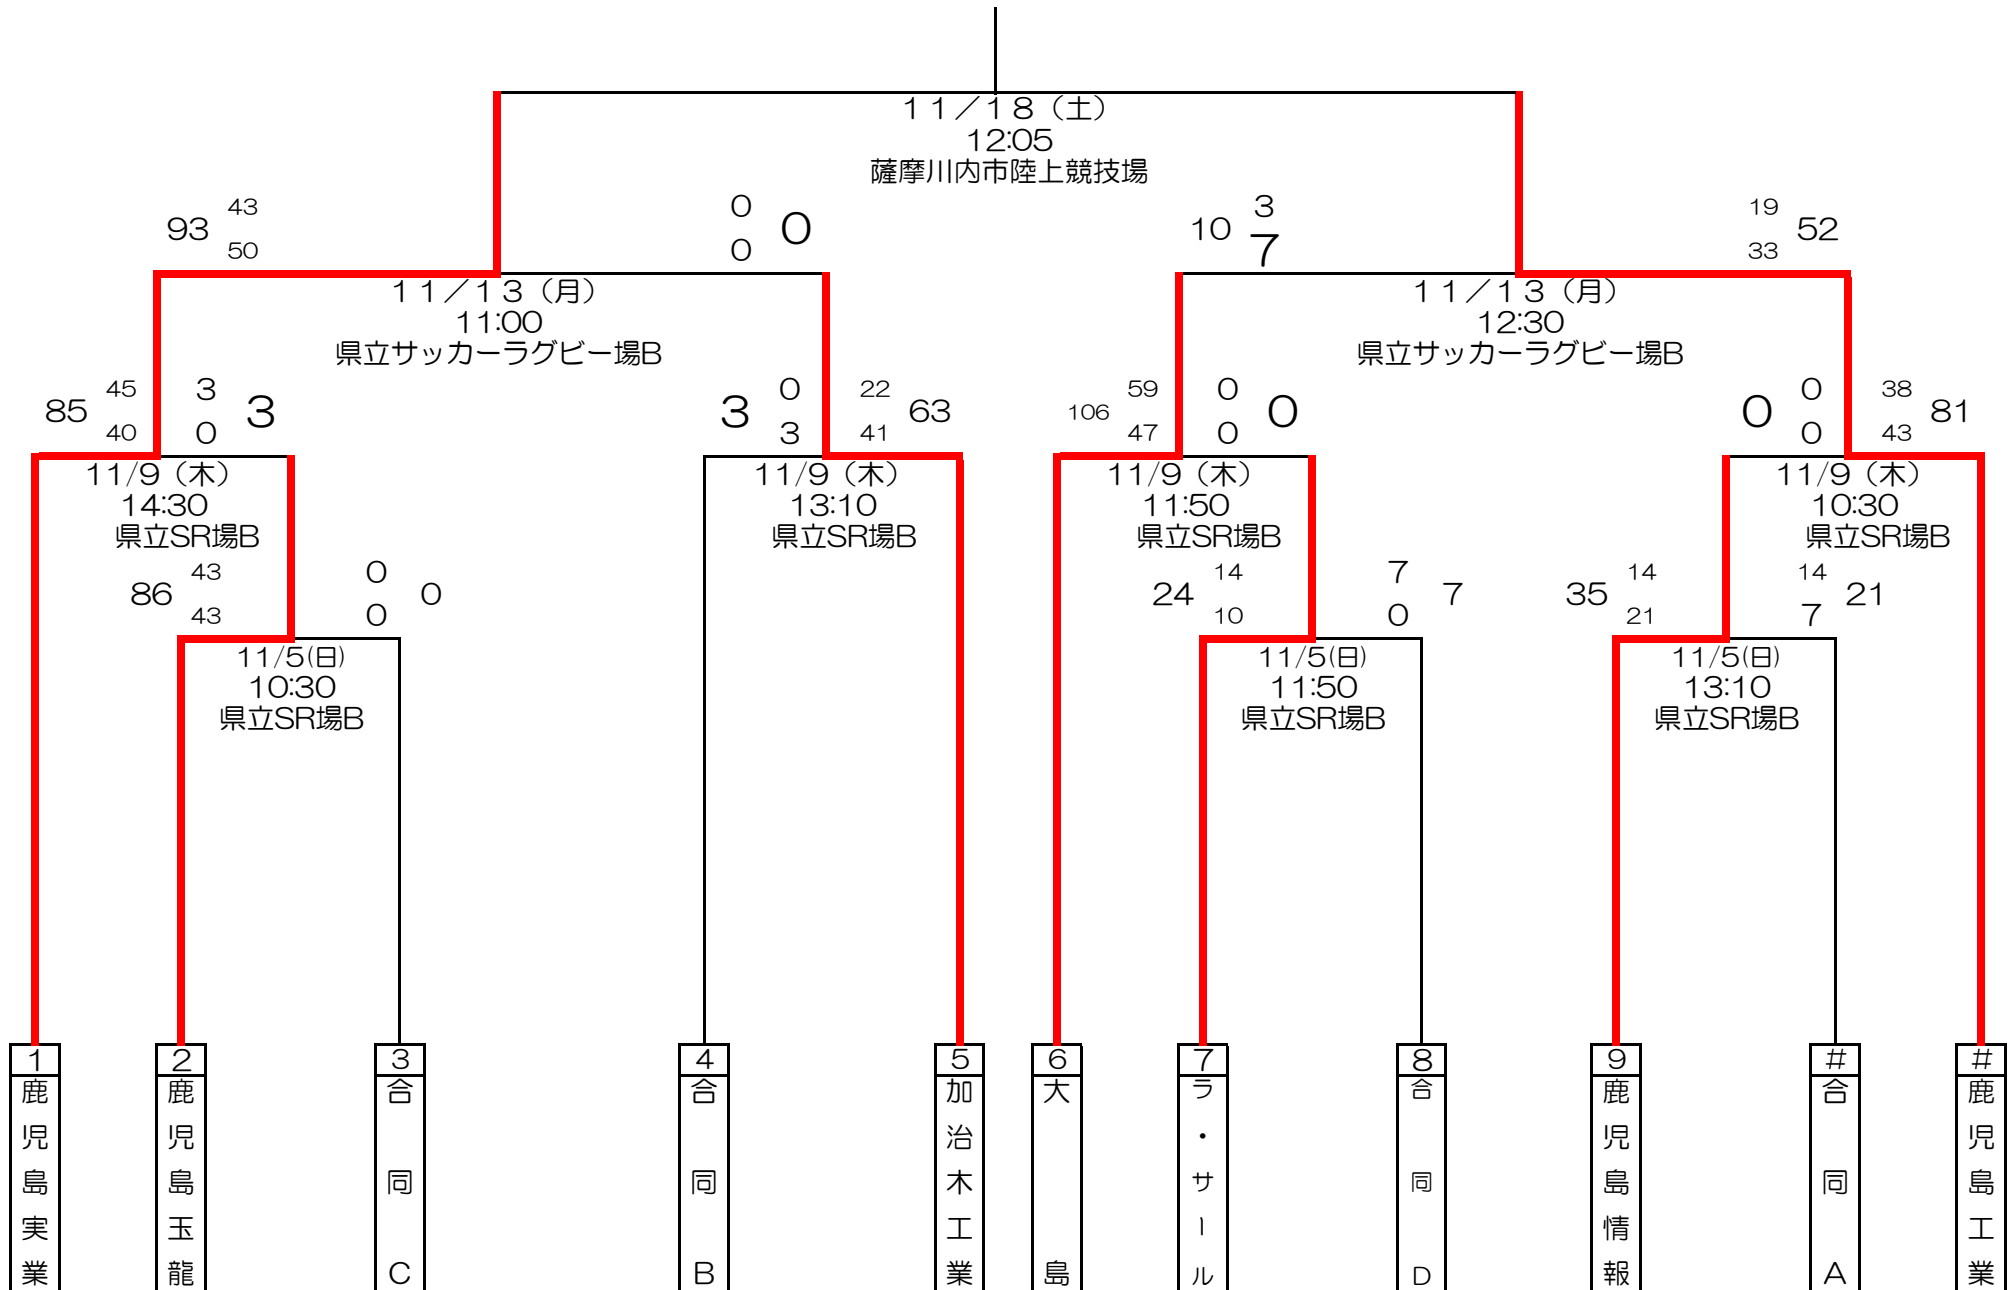 １１／１８（土）
12:05
薩摩川内市陸上競技場
93 43 0 0 10 3 19 52
50 0 7 33
１１／１３（月） １１／１３（月）
11:00 12:30
県立サッカーラグビー場B 県立サッカーラグビー場B
85 45 3 3 3 0 22 63 106 59 0 0 0 0 38 81
40 0 3 41 47 0 0 43
11/9（木） 11/9（木） 11/9（木） 11/9（木）
14:30 13:10 11:50 10:30
県立SR場B 県立SR場B 県立SR場B 県立SR場B
86 43 0 0 24 14 7 7 35 14 14 21
43 0 10 0 21 7
11/5(日) 11/5(日) 11/5(日)
10:30 11:50 13:10
県立SR場B 県立SR場B 県立SR場B
1 2 3 4 5 6 7 8 9 # #
鹿児島実業
鹿児島玉龍
合同C
合同B
加治木工業
大島
ラ・サール
合同D
鹿児島情報
合同A
鹿児島工業